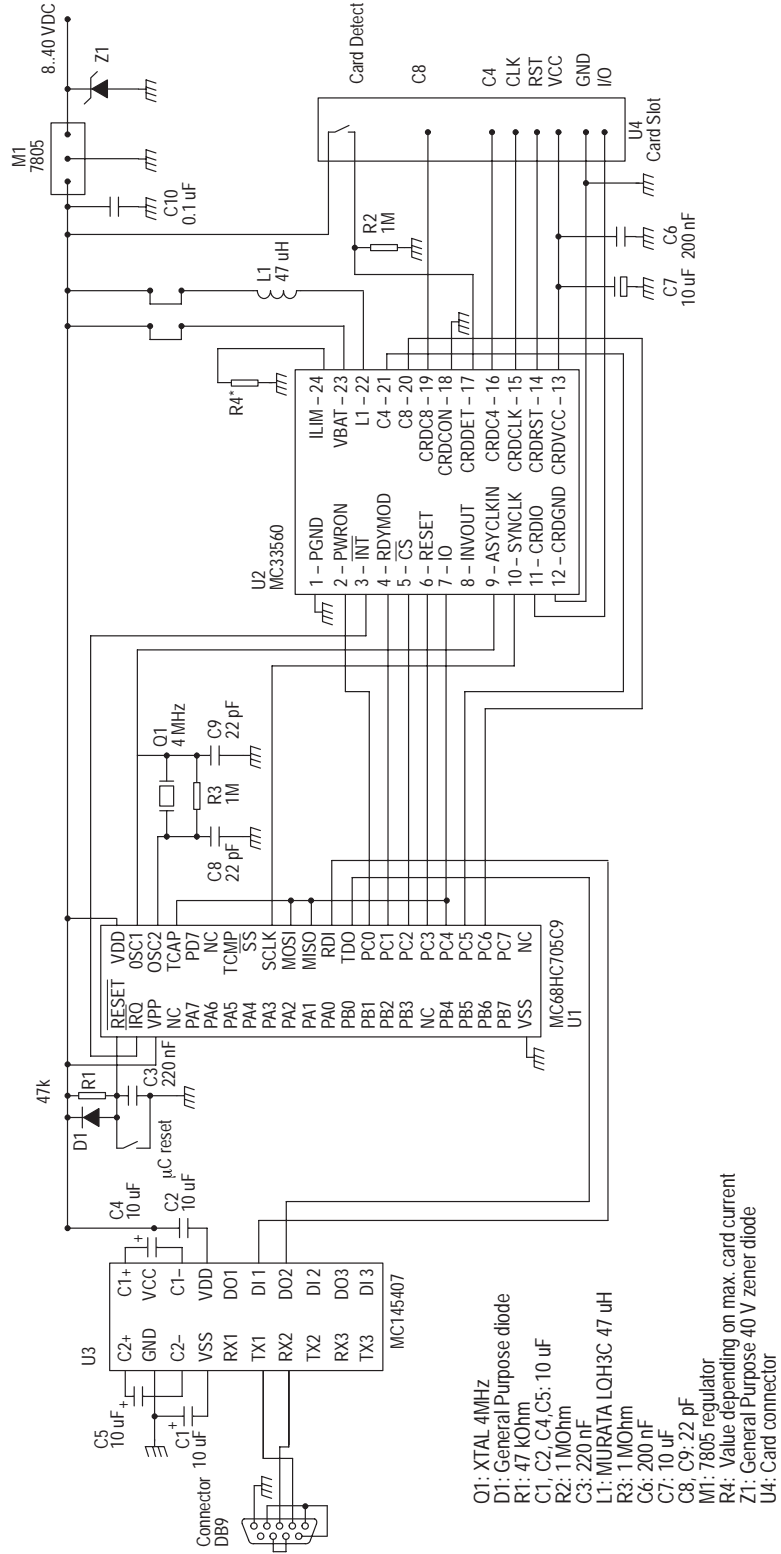 8..40 VDC
Z1
M1
7805
C10
0.1 uF
Card Detect
C8
C4
CLK
RST
VCC
GND
I/O
U4
Card Slot
R2
1M
C6
200 nF
C7
10 uF
L1
47 uH
R4*
ILIM – 24
VBAT – 23
L1 – 22
C4 – 21
C8 – 20
CRDC8 – 19
CRDCON – 18
CRDDET – 17
CRDC4 – 16
CRDCLK – 15
CRDRST – 14
CRDVCC – 13
1 – PGND
2 – PWRON
3 – INT
4 – RDYMOD
5 – CS
6 – RESET
7 – IO
8 – INVOUT
9 – ASYCLKIN
10 – SYNCLK
11 – CRDIO
12 – CRDGND
U2
MC33560
Q1
4 MHz
C9
22 pF
R3
1M
C8
22 pF
VDD
OSC1
OSC2
TCAP
PD7
NC
TCMP
SS
SCLK
MOSI
MISO
RDI
TDO
PC0
PC1
PC2
PC3
PC4
PC5
PC6
PC7
NC
RESET
IRQ
VPP
NC
PA7
PA6
PA5
PA4
PA3
PA2
PA1
PA0
PB0
PB1
PB2
PB3
NC
PB4
PB5
PB6
PB7
VSS
MC68HC705C9
U1
47k
R1
D1
C3
220 nF
μC reset
C4
10 uF
C2
10 uF
+
C1+
VCC
C1–
VDD
DO1
DI 1
DO2
DI 2
DO3
DI 3
C2+
GND
C2–
VSS
RX1
TX1
RX2
TX2
RX3
TX3
U3
MC145407
C5
10 uF
+
C1
10 uF
+
Connector
DB9
Q1: XTAL 4MHz
D1: General Purpose diode
R1: 47 kOhm
C1, C2, C4,C5: 10 uF
R2: 1 MOhm
C3: 220 nF
L1: MURATA LQH3C 47 uH
R3: 1 MOhm
C6: 200 nF
C7: 10 uF
C8, C9: 22 pF
M1: 7805 regulator
R4: Value depending on max. card current
Z1: General Purpose 40 V zener diode
U4: Card connector